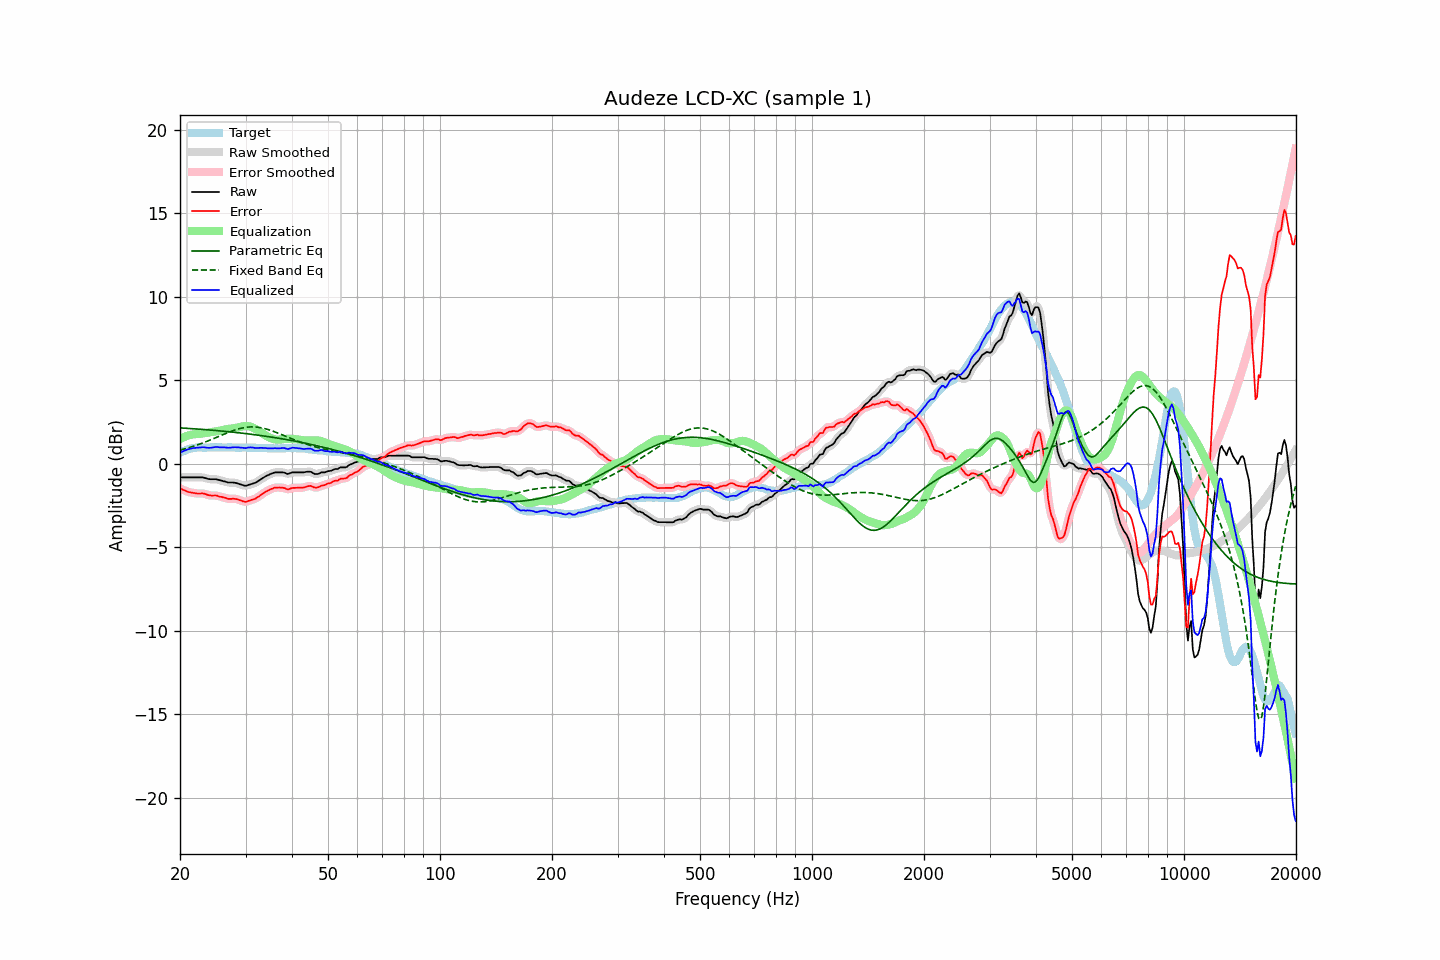 Audeze LCD-XC (sample 1)
Target
Raw Smoothed
Error Smoothed
Raw
Error
Equalization
Parametric Eq
Fixed Band Eq
Equalized
20
15
10
5
0
−5
−10
−15
−20
Amplitude (dBr)
20 50 100 200 500 1000 2000 5000 10000 20000
Frequency (Hz)